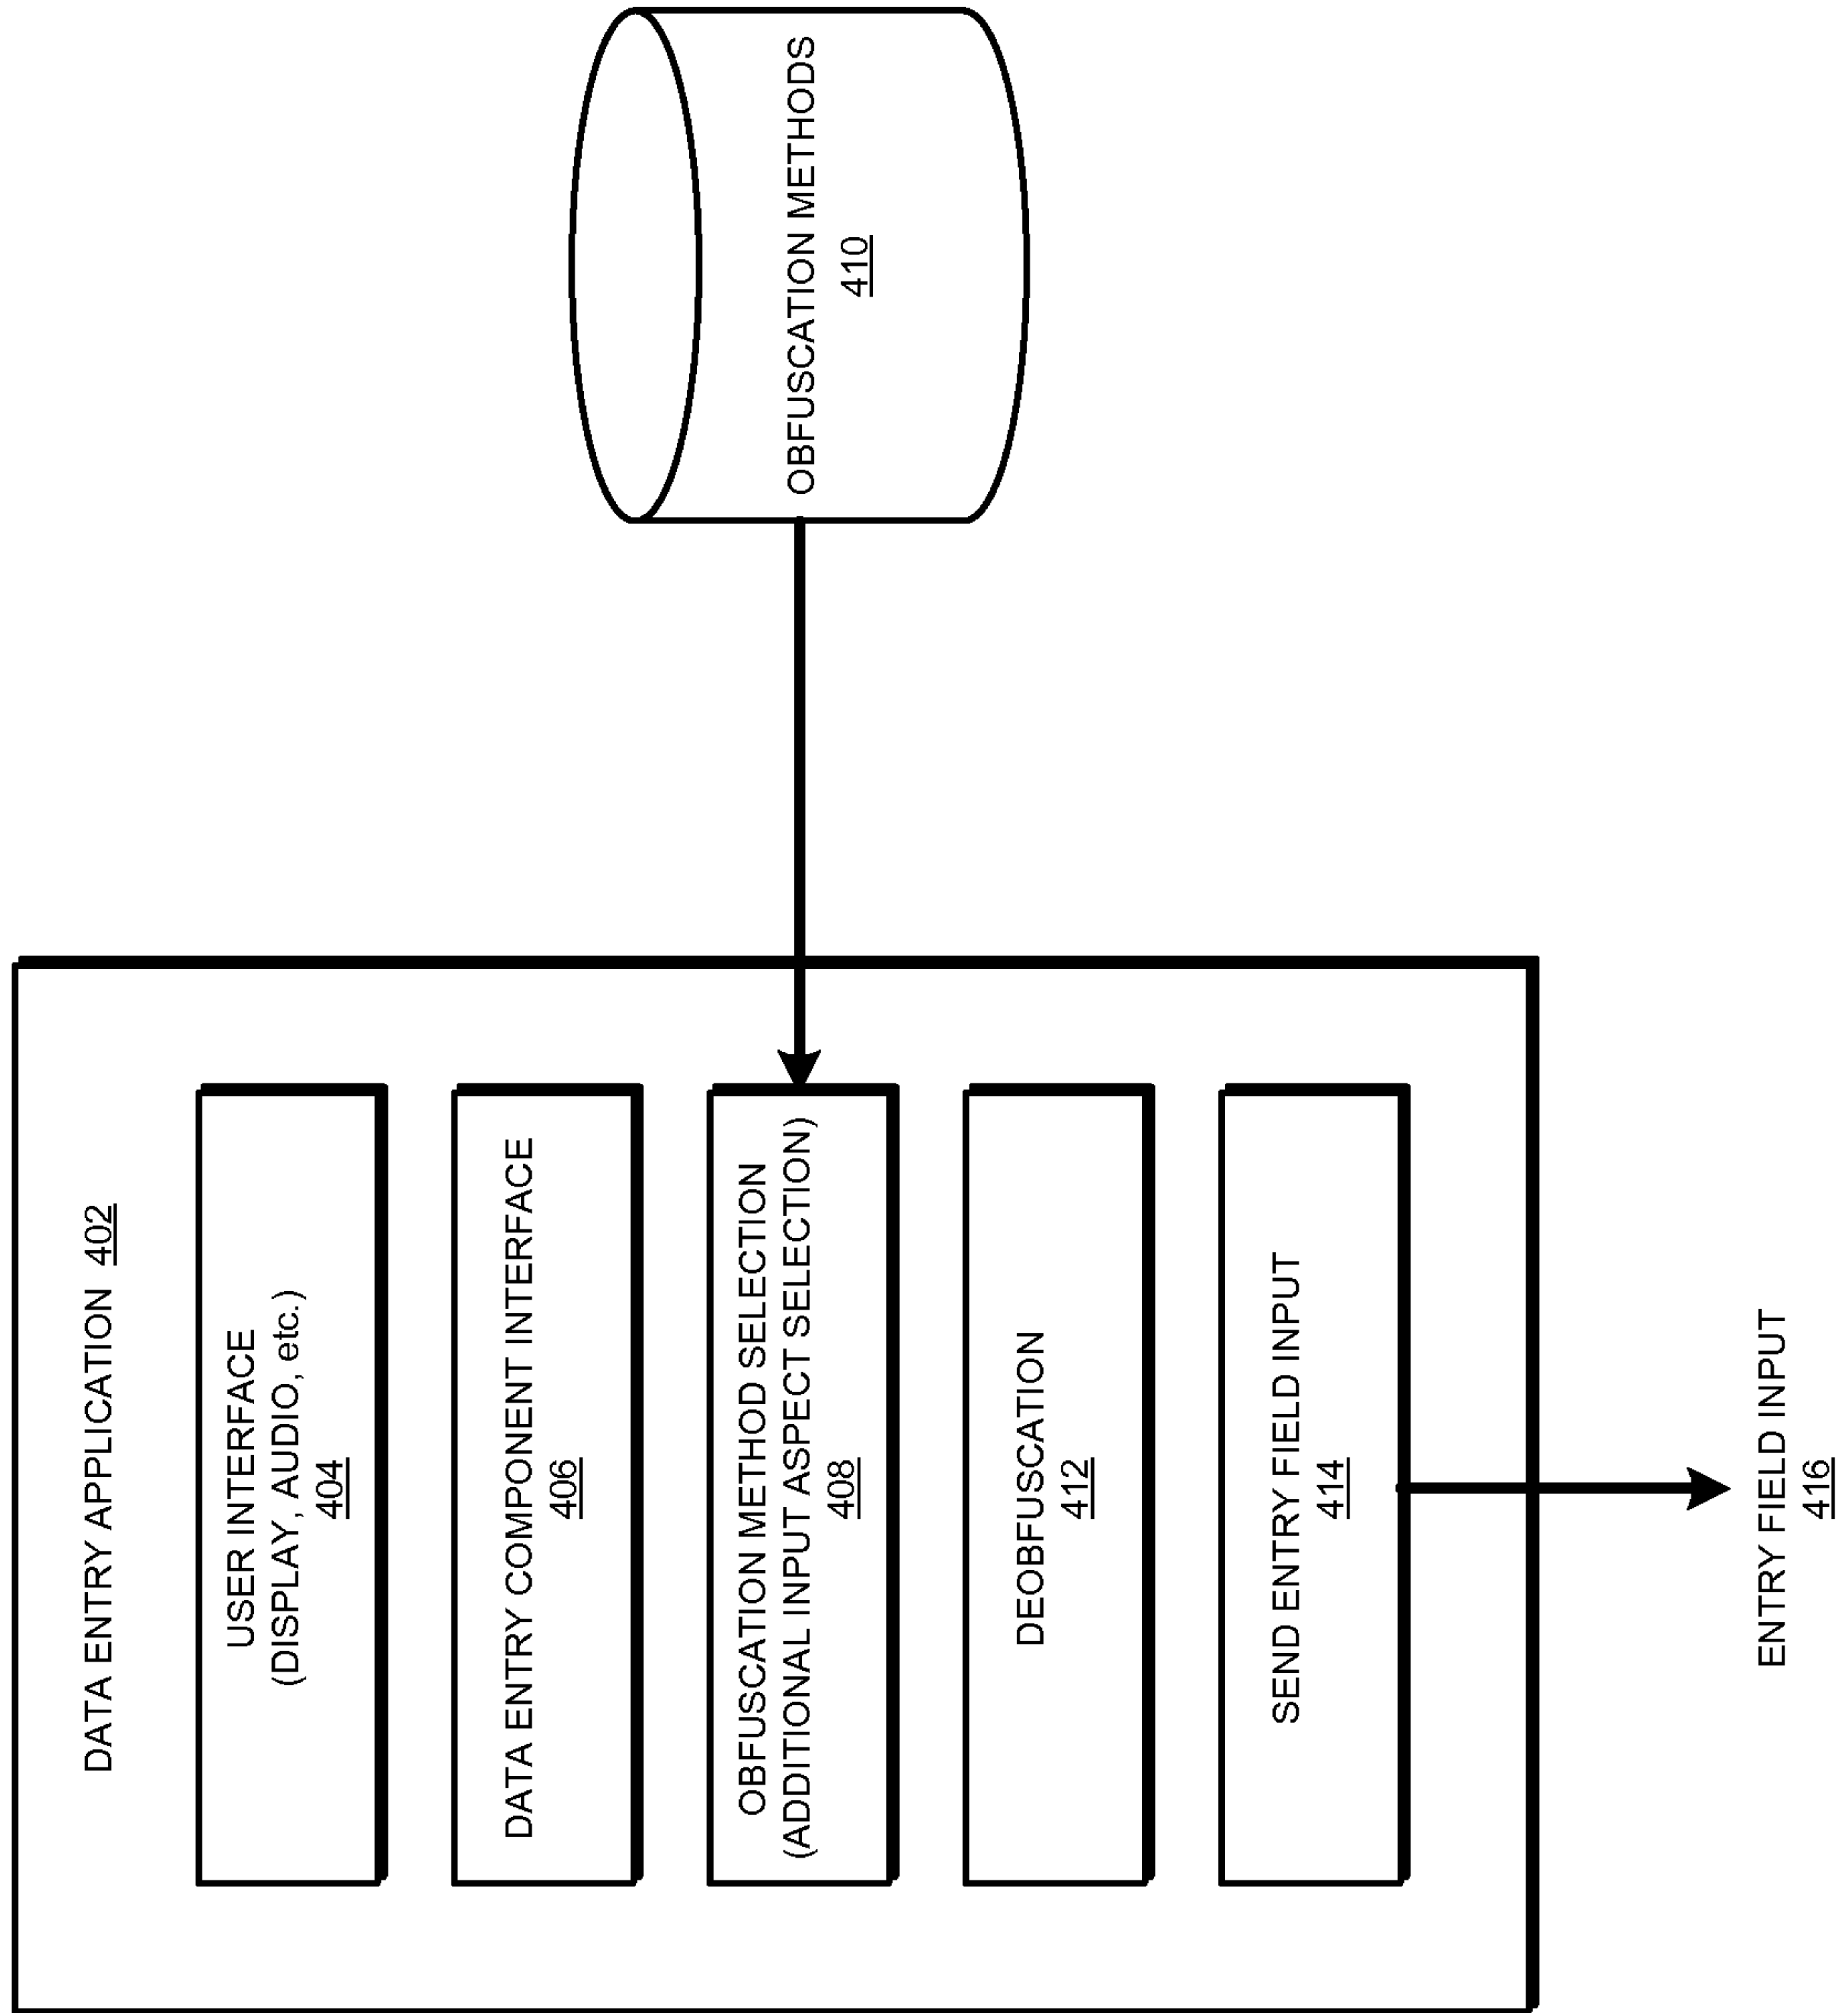 DATA ENTRY APPLICATION 402
USER INTERFACE
(DISPLAY, AUDIO, etc.)
404
DATA ENTRY COMPONENT INTERFACE
406
OBFUSCATION METHOD SELECTION
(ADDITIONAL INPUT ASPECT SELECTION)
408
DEOBFUSCATION
412
SEND ENTRY FIELD INPUT
414
ENTRY FIELD INPUT
416
OBFUSCATION METHODS
410